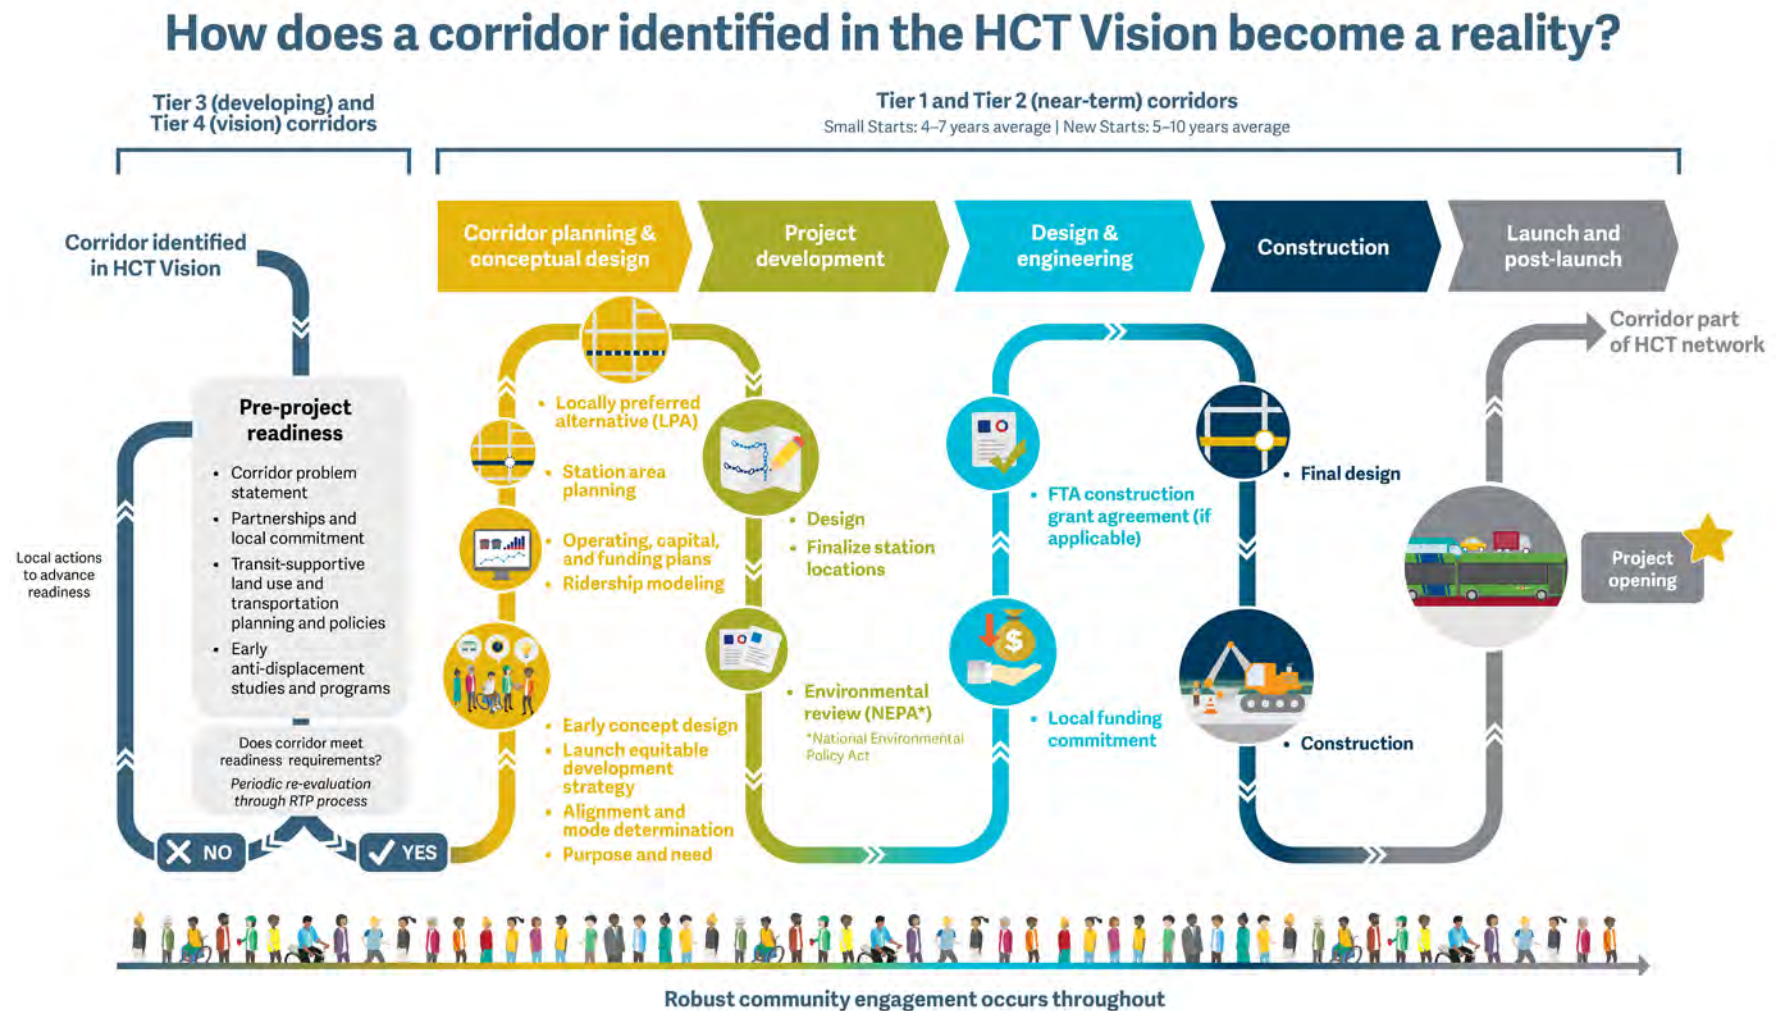 How does a corridor identified in the HCT Vision become a reality?
Tier 3 (developing) and
Tier 4 (vision) corridors
Tier 1 and Tier 2 (near-term) corridors
Small Starts: 4–7 years average | New Starts: 5–10 years average
Corridor identified
in HCT Vision
Pre-project
readiness
• Corridor problem
statement
• Partnerships and
local commitment
• Transit-supportive
land use and
transportation
planning and policies
• Early
anti-displacement
studies and programs
Local actions
to advance
readiness
Does corridor meet
readiness requirements?
Periodic re-evaluation
through RTP process
NO
YES
Corridor planning &
conceptual design
• Locally preferred
alternative (LPA)
• Station area
planning
• Operating, capital,
and funding plans
• Ridership modeling
• Early concept design
• Launch equitable
development
strategy
• Alignment and
mode determination
• Purpose and need
Project
development
• Design
• Finalize station
locations
• Environmental
review (NEPA*)
*National Environmental
Policy Act
Design &
engineering
• FTA construction
grant agreement (if
applicable)
$
• Local funding
commitment
Construction
• Final design
• Construction
Launch and
post-launch
Corridor part
of HCT network
Project
opening
Robust community engagement occurs throughout